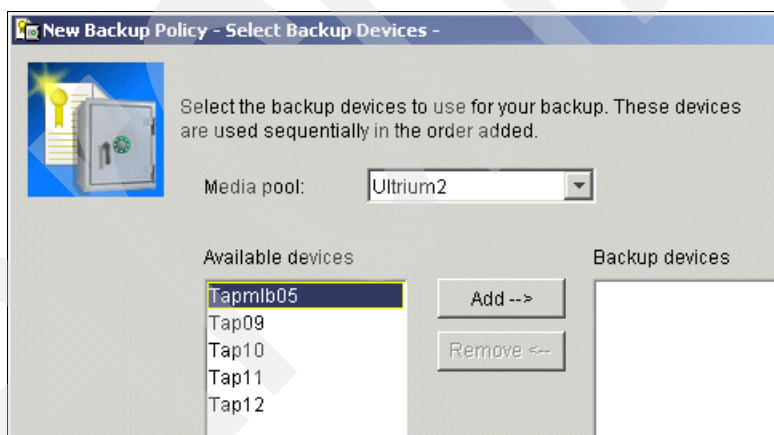 New Backup Policy - Select Backup Devices -
Select the backup devices to use for your backup. These devices
are used sequentially in the order added.
Media pool: Ultrium2
Available devices Backup devices
Tapmlb05 Add -->
Tap09
Tap10 Remove <--
Tap11
Tap12